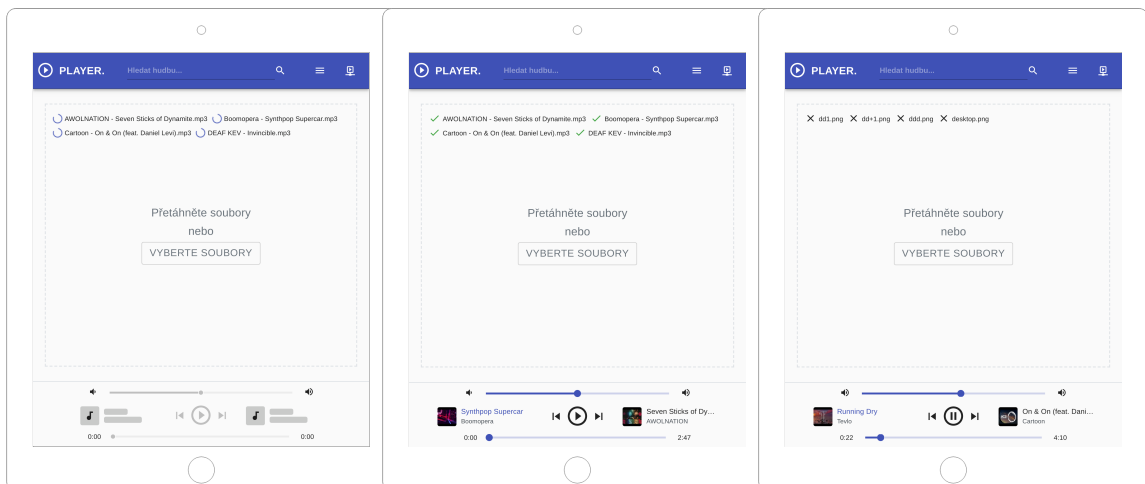 PLAYER.
Hledat hudbu...
AWOLNATION - Seven Sticks of Dynamite.mp3 Boomopera - Synthpop Supercar.mp3
Cartoon - On & On (feat. Daniel Levi).mp3 DEAF KEV - Invincible.mp3
Přetáhněte soubory
nebo
VYBERTE SOUBORY
0:00 0:00
PLAYER.
Hledat hudbu...
AWOLNATION - Seven Sticks of Dynamite.mp3 Boomopera - Synthpop Supercar.mp3
Cartoon - On & On (feat. Daniel Levi).mp3 DEAF KEV - Invincible.mp3
Přetáhněte soubory
nebo
VYBERTE SOUBORY
Synthpop Supercar
Boomopera
Seven Sticks of Dy...
AWOLNATION
0:00 2:47
PLAYER.
Hledat hudbu...
dd1.png dd+1.png ddd.png desktop.png
Přetáhněte soubory
nebo
VYBERTE SOUBORY
Running Dry
Tevlo
On & On (feat. Dani...
Cartoon
0:22 4:10